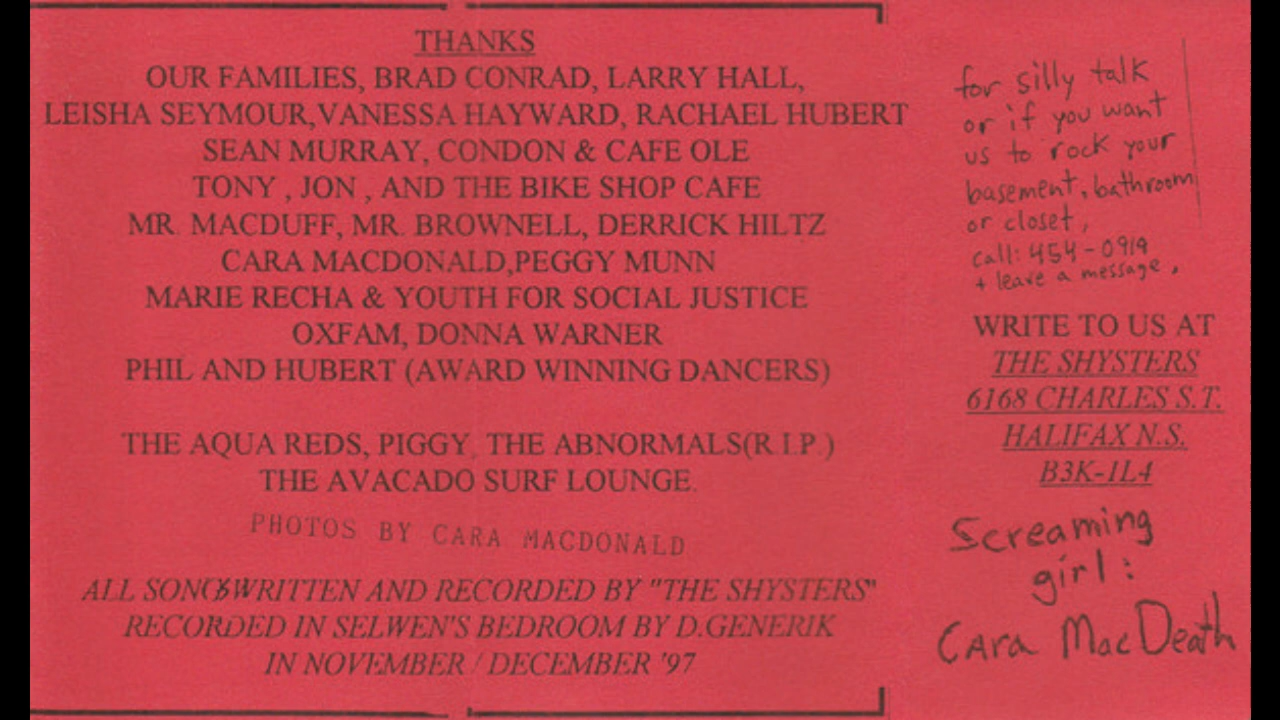 THANKS
OUR FAMILIES, BRAD CONRAD, LARRY HALL,
LEISHA SEYMOUR,VANESSA HAYWARD, RACHAEL HUBERT
SEAN MURRAY, CONDON & CAFE OLE
TONY , JON , AND THE BIKE SHOP CAFE
MR. MACDUFF, MR. BROWNELL, DERRICK HILTZ
CARA MACDONALD,PEGGY MUNN
MARIE RECHA & YOUTH FOR SOCIAL JUSTICE
OXFAM, DONNA WARNER
PHIL AND HUBERT (AWARD WINNING DANCERS)
THE AQUA REDS, PIGGY, THE ABNORMALS(R.I.P.)
THE AVACADO SURF LOUNGE.
PHOTOS BY CARA MACDONALD
ALL SONGS WRITTEN AND RECORDED BY "THE SHYSTERS"
RECORDED IN SELWEN'S BEDROOM BY D.GENERIK
IN NOVEMBER / DECEMBER '97
for silly talk
or if you want
us to rock your
basement, bathroom
or closet,
call: 454-0919
+ leave a message.
WRITE TO US AT
THE SHYSTERS
6168 CHARLES S.T.
HALIFAX N.S.
B3K-1L4
Screaming
girl:
Cara MacDeath